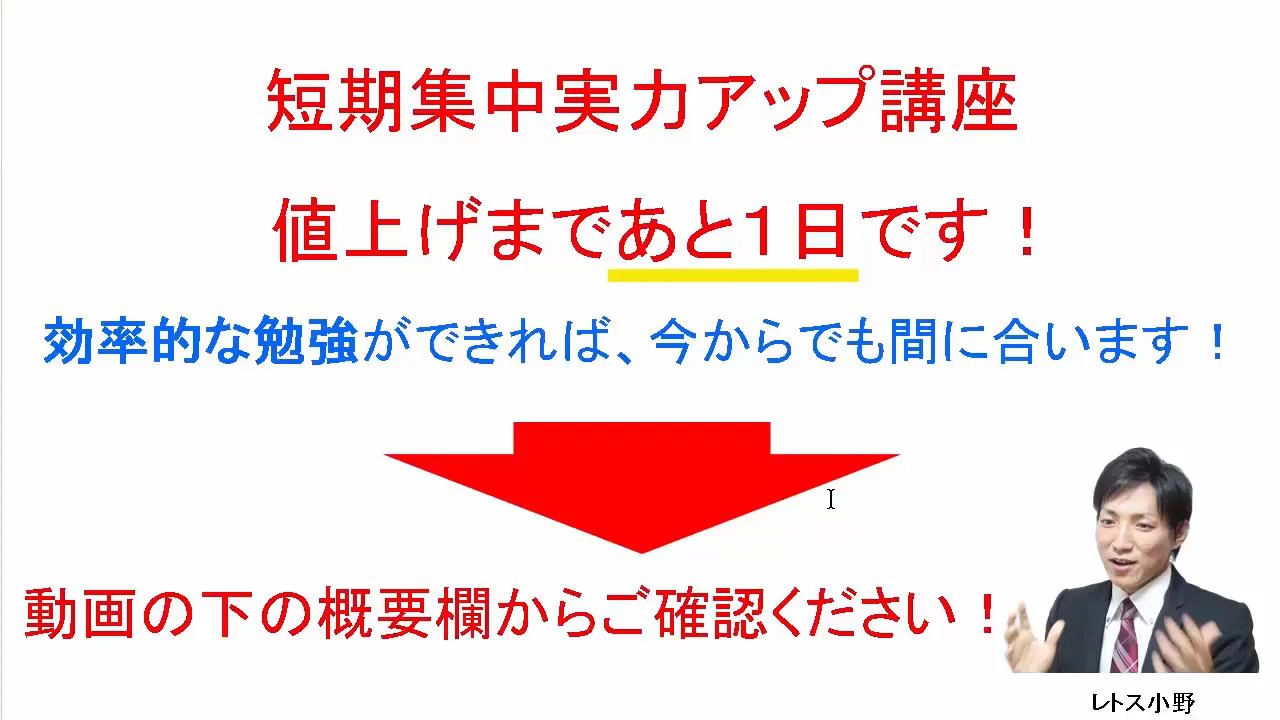 短期集中実力アップ講座
値上げまであと１日です！
効率的な勉強ができれば、今からでも間に合います！
動画の下の概要欄からご確認ください！
レトス小野